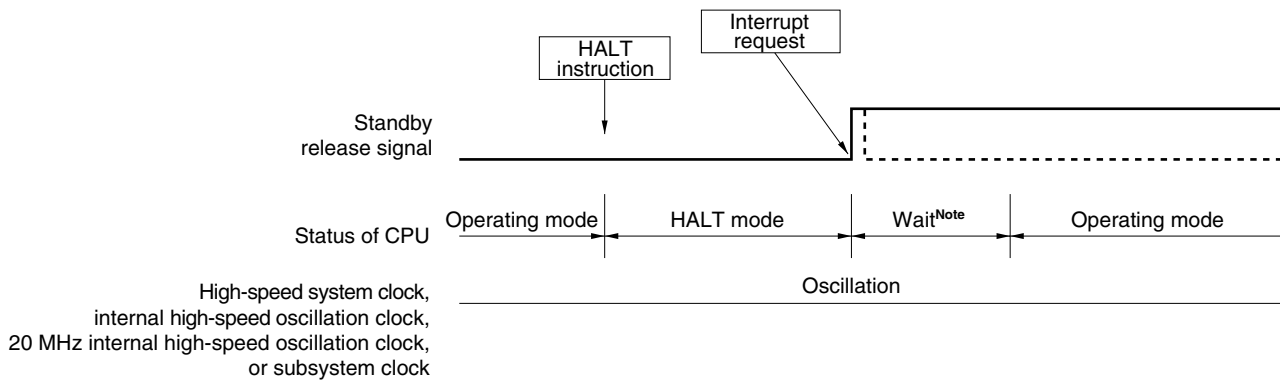 Interrupt
request
HALT
instruction
Standby
release signal
Status of CPU
Operating mode
HALT mode
WaitNote
Operating mode
High-speed system clock,
internal high-speed oscillation clock,
20 MHz internal high-speed oscillation clock,
or subsystem clock
Oscillation